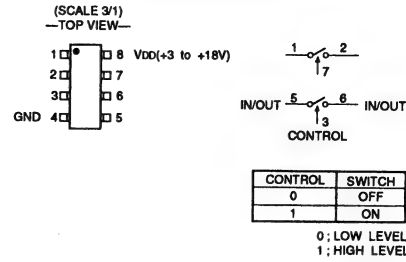 (SCALE 3/1)
—TOP VIEW—
1 8 VDD(+3 to +18V)
2 7
3 6
GND 4 5
1 2
7
IN/OUT 5 6 IN/OUT
3
CONTROL
CONTROL SWITCH
0 OFF
1 ON
0 ; LOW LEVEL
1 ; HIGH LEVEL